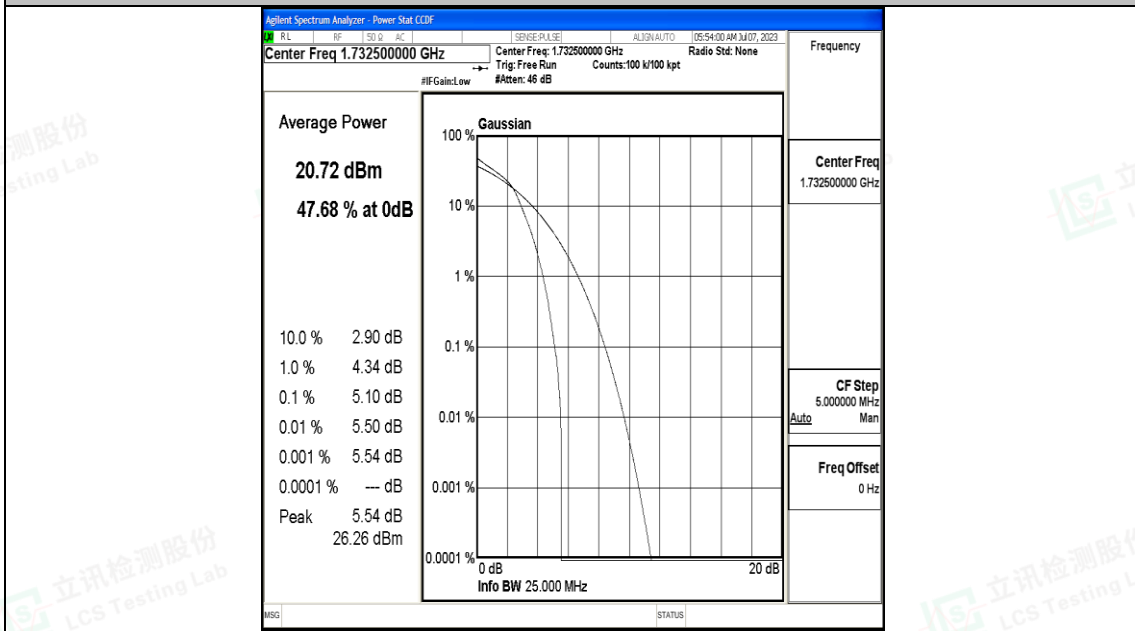 Agilent Spectrum Analyzer - Power Stat CCDF
RL RF 50 Ω AC SENSE:PULSE ALIGN AUTO 05:54:00 AM Jul 07, 2023
Center Freq 1.732500000 GHz
Center Freq: 1.732500000 GHz Radio Std: None
Trig: Free Run Counts:100 k/100 kpt
#IFGain:Low #Atten: 46 dB
Frequency
Average Power
20.72 dBm
47.68 % at 0dB
10.0 % 2.90 dB
1.0 % 4.34 dB
0.1 % 5.10 dB
0.01 % 5.50 dB
0.001 % 5.54 dB
0.0001 % --- dB
Peak 5.54 dB
26.26 dBm
Gaussian
100 %
10 %
1 %
0.1 %
0.01 %
0.001 %
0.0001 %
0 dB 20 dB
Info BW 25.000 MHz
Center Freq
1.732500000 GHz
CF Step
5.000000 MHz
Auto Man
Freq Offset
0 Hz
MSG STATUS
测股份
sting Lab
立讯检测股份
LCS Testing Lab
立讯检测股份
LCS Testing L